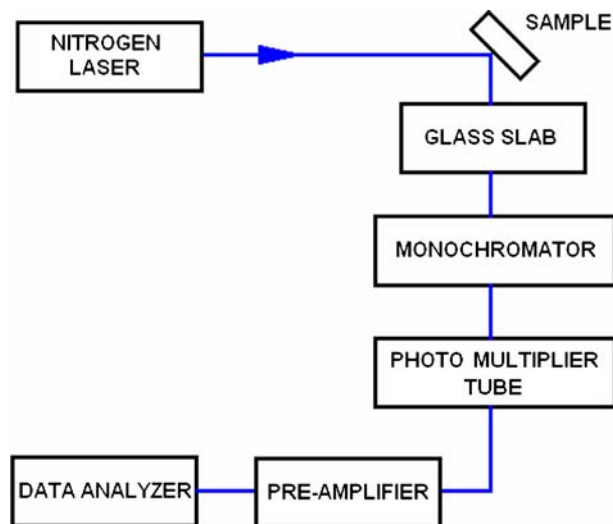 SAMPLE
NITROGEN
LASER
GLASS SLAB
MONOCHROMATOR
PHOTO MULTIPLIER
TUBE
DATA ANALYZER
PRE-AMPLIFIER